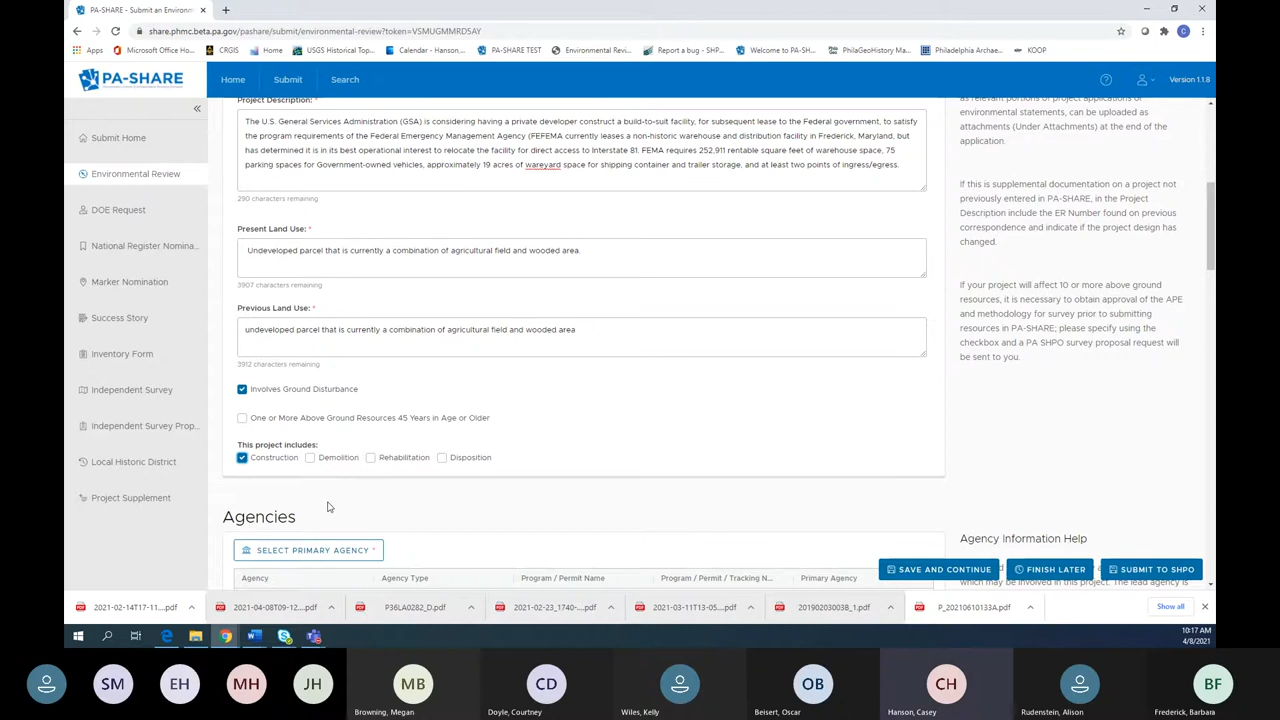 PA-SHARE - Submit an Environm
share.phmc.beta.pa.gov/pashare/submit/environmental-review?token=VSMUGMMRDSAY
Apps
Microsoft Office Ho...
CRGIS
Home
USGS Historical Top...
Calendar - Hanson,...
PA-SHARE TEST
Environmental Revi...
Report a bug - SHP...
Welcome to PA-SH...
PhilaGeoHistory Ma...
Philadelphia Archae...
KOOP
PA-SHARE
Home
Submit
Search
Version 1.1.8
Submit Home
Environmental Review
DOE Request
National Register Nomina...
Marker Nomination
Success Story
Inventory Form
Independent Survey
Independent Survey Prop...
Local Historic District
Project Supplement
Project Description: *
The U.S. General Services Administration (GSA) is considering having a private developer construct a build-to-suit facility, for subsequent lease to the Federal government, to satisfy
the program requirements of the Federal Emergency Management Agency (FEFEMA currently leases a non-historic warehouse and distribution facility in Frederick, Maryland, but
has determined it is in its best operational interest to relocate the facility for direct access to Interstate 81. FEMA requires 252,911 rentable square feet of warehouse space, 75
parking spaces for Government-owned vehicles, approximately 19 acres of wareyard space for shipping container and trailer storage, and at least two points of ingress/egress.
290 characters remaining
Present Land Use: *
Undeveloped parcel that is currently a combination of agricultural field and wooded area.
3907 characters remaining
Previous Land Use: *
undeveloped parcel that is currently a combination of agricultural field and wooded area
3912 characters remaining
Involves Ground Disturbance
One or More Above Ground Resources 45 Years in Age or Older
This project includes:
Construction
Demolition
Rehabilitation
Disposition
Agencies
SELECT PRIMARY AGENCY *
Agency
Agency Type
Program / Permit Name
Program / Permit / Tracking N...
Primary Agency
as relevant portions of project applications or
environmental statements, can be uploaded as
attachments (Under Attachments) at the end of the
application.
If this is supplemental documentation on a project not
previously entered in PA-SHARE, in the Project
Description include the ER Number found on previous
correspondence and indicate if the project design has
changed.
If your project will affect 10 or more above ground
resources, it is necessary to obtain approval of the APE
and methodology for survey prior to submitting
resources in PA-SHARE; please specify using the
checkbox and a PA SHPO survey proposal request will
be sent to you.
Agency Information Help
SAVE AND CONTINUE
FINISH LATER
SUBMIT TO SHPO
which may be involved in this project. The lead agency is
2021-02-14T17-11....pdf
2021-04-08T09-12....pdf
P36LA0282_D.pdf
2021-02-23_1740-....pdf
2021-03-11T13-05....pdf
201902030038_1.pdf
P_20210610133A.pdf
Show all
10:17 AM
4/8/2021
SM
EH
MH
JH
MB
CD
OB
CH
BF
Browning, Megan
Doyle, Courtney
Wiles, Kelly
Beisert, Oscar
Hanson, Casey
Rudenstein, Alison
Frederick, Barbara